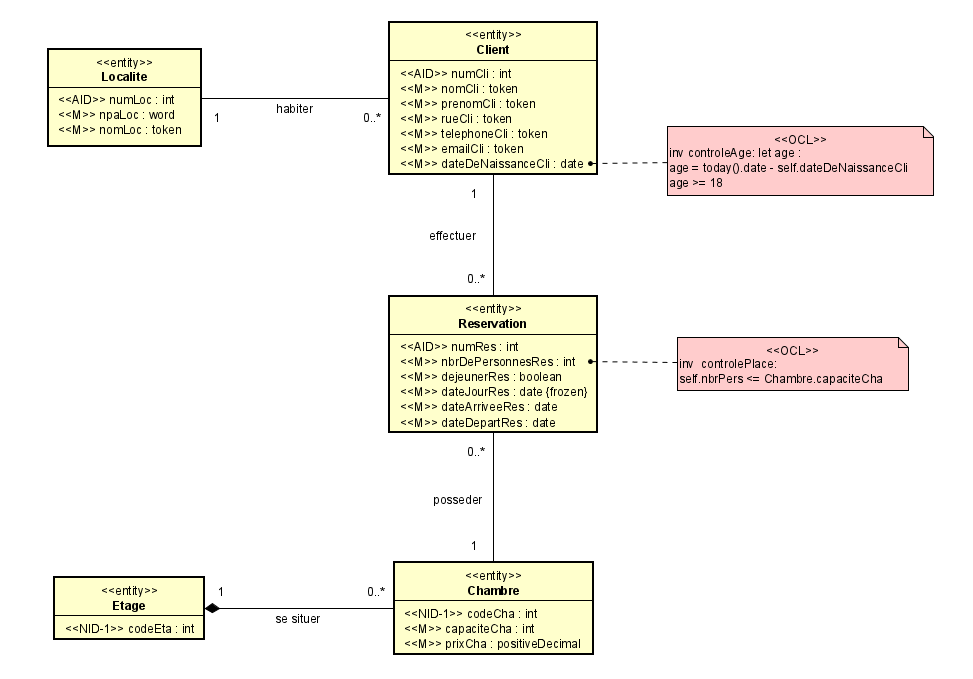 <<entity>>
Localite
<<AID>> numLoc : int
<<M>> npaLoc : word
<<M>> nomLoc : token
1
habiter
0..*
<<entity>>
Client
<<AID>> numCli : int
<<M>> nomCli : token
<<M>> prenomCli : token
<<M>> rueCli : token
<<M>> telephoneCli : token
<<M>> emailCli : token
<<M>> dateDeNaissanceCli : date
<<OCL>>
inv controleAge: let age :
age = today().date - self.dateDeNaissanceCli
age >= 18
1
effectuer
0..*
<<entity>>
Reservation
<<AID>> numRes : int
<<M>> nbrDePersonnesRes : int
<<M>> dejeunerRes : boolean
<<M>> dateJourRes : date {frozen}
<<M>> dateArriveeRes : date
<<M>> dateDepartRes : date
<<OCL>>
inv controlePlace:
self.nbrPers <= Chambre.capaciteCha
0..*
posseder
1
<<entity>>
Etage
<<NID-1>> codeEta : int
1
se situer
0..*
<<entity>>
Chambre
<<NID-1>> codeCha : int
<<M>> capaciteCha : int
<<M>> prixCha : positiveDecimal